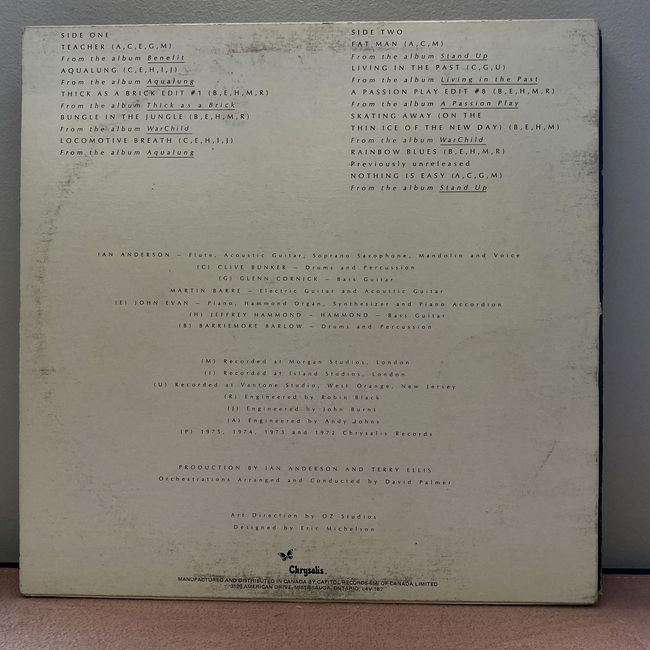 SIDE ONE
TEACHER (A,C,E,G,M)
From the album Benefit
AQUALUNG (C,E,H,I,J)
From the album Aqualung
THICK AS A BRICK EDIT #1 (B,E,H,M,R)
From the album Thick as a Brick
BUNGLE IN THE JUNGLE (B,E,H,M,R)
From the album WarChild
LOCOMOTIVE BREATH (C,E,H,I,J)
From the album Aqualung
SIDE TWO
FAT MAN (A,C,M)
From the album Stand Up
LIVING IN THE PAST (C,G,U)
From the album Living in the Past
A PASSION PLAY EDIT #8 (B,E,H,M,R)
From the album A Passion Play
SKATING AWAY (ON THE
THIN ICE OF THE NEW DAY) (B,E,H,M)
From the album WarChild
RAINBOW BLUES (B,E,H,M,R)
Previously unreleased
NOTHING IS EASY (A,C,G,M)
From the album Stand Up
IAN ANDERSON — Flute, Acoustic Guitar, Soprano Saxophone, Mandolin and Voice
(C) CLIVE BUNKER — Drums and Percussion
(G) GLENN CORNICK — Bass Guitar
MARTIN BARRE — Electric Guitar and Acoustic Guitar
(E) JOHN EVAN — Piano, Hammond Organ, Synthesizer and Piano Accordion
(H) JEFFREY HAMMOND — HAMMOND — Bass Guitar
(B) BARRIEMORE BARLOW — Drums and Percussion
(M) Recorded at Morgan Studios, London
(I) Recorded at Island Studios, London
(U) Recorded at Vantone Studio, West Orange, New Jersey
(R) Engineered by Robin Black
(J) Engineered by John Burns
(A) Engineered by Andy Johns
(P) 1975, 1974, 1973 and 1972 Chrysalis Records
PRODUCTION BY IAN ANDERSON AND TERRY ELLIS
Orchestrations Arranged and Conducted by David Palmer
Art Direction by OZ Studios
Designed by Eric Michelson
Chrysalis
MANUFACTURED AND DISTRIBUTED IN CANADA BY CAPITOL RECORDS-EMI OF CANADA LIMITED
3109 AMERICAN DRIVE, MISSISSAUGA, ONTARIO, L4V 1B2